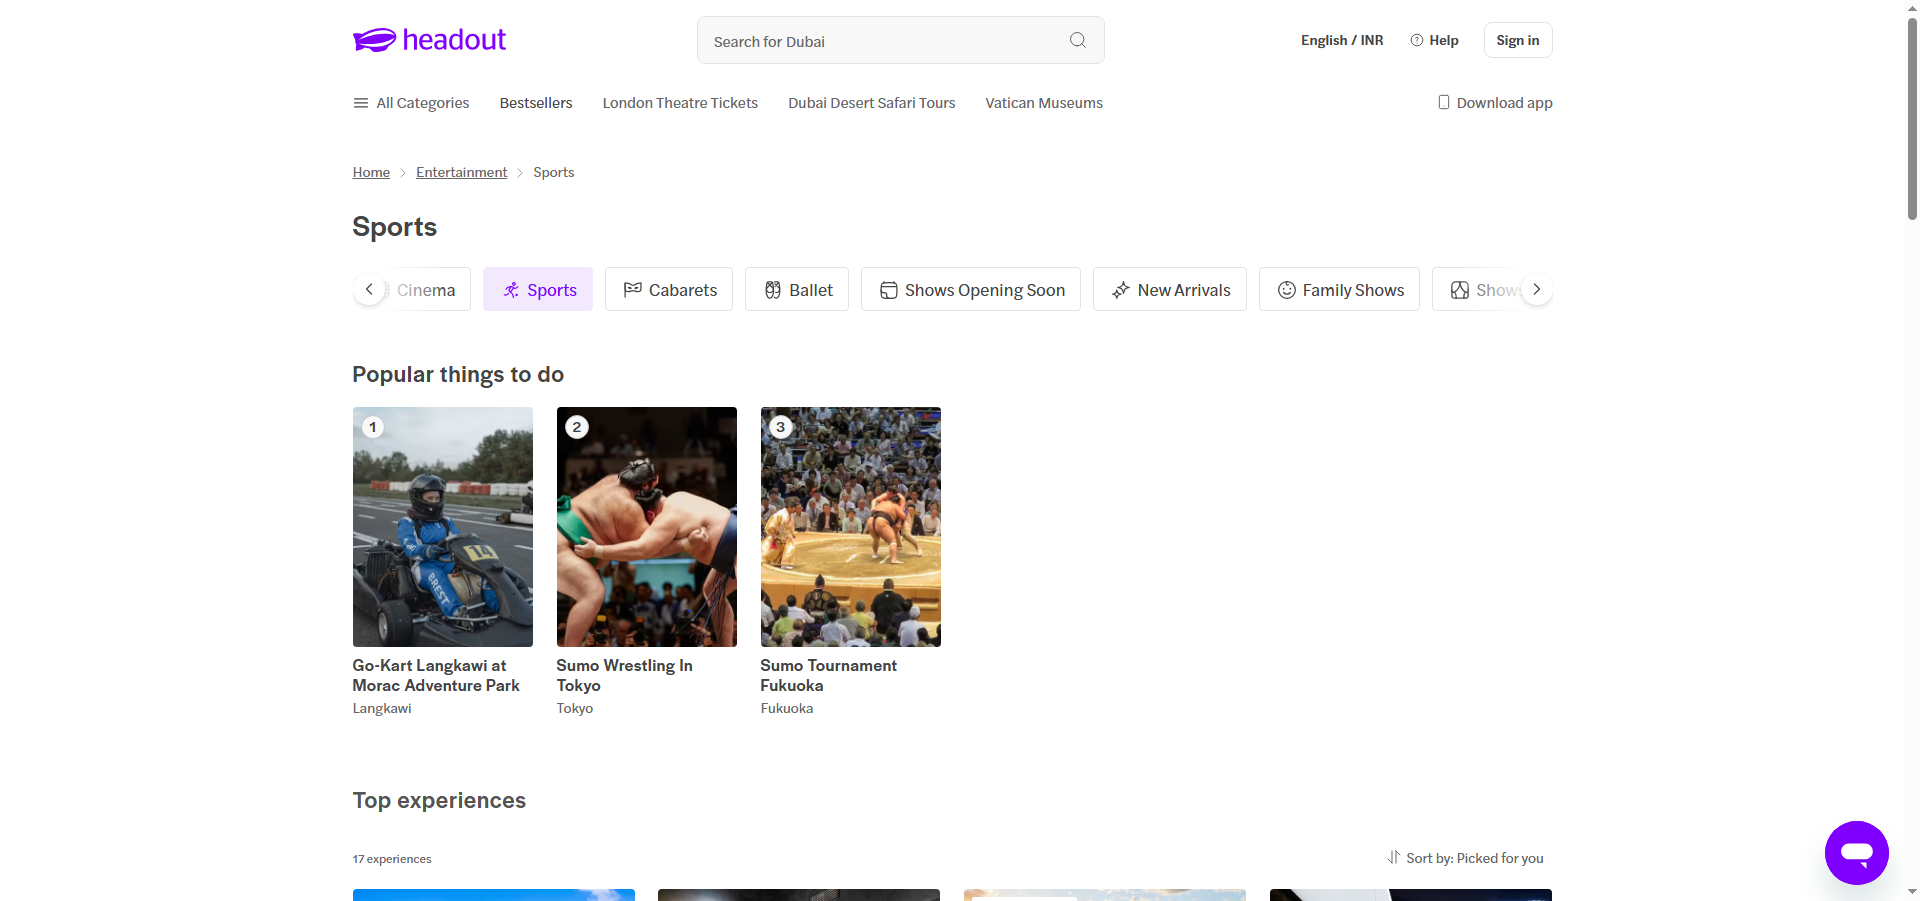 headout
Search for Dubai
English / INR
Help
Sign in
All Categories
Bestsellers
London Theatre Tickets
Dubai Desert Safari Tours
Vatican Museums
Download app
Home
Entertainment
Sports
Sports
Cinema
Sports
Cabarets
Ballet
Shows Opening Soon
New Arrivals
Family Shows
Shows
Popular things to do
1
2
3
14
BREST
Go-Kart Langkawi at
Morac Adventure Park
Langkawi
Sumo Wrestling In
Tokyo
Tokyo
Sumo Tournament
Fukuoka
Fukuoka
Top experiences
17 experiences
Sort by: Picked for you